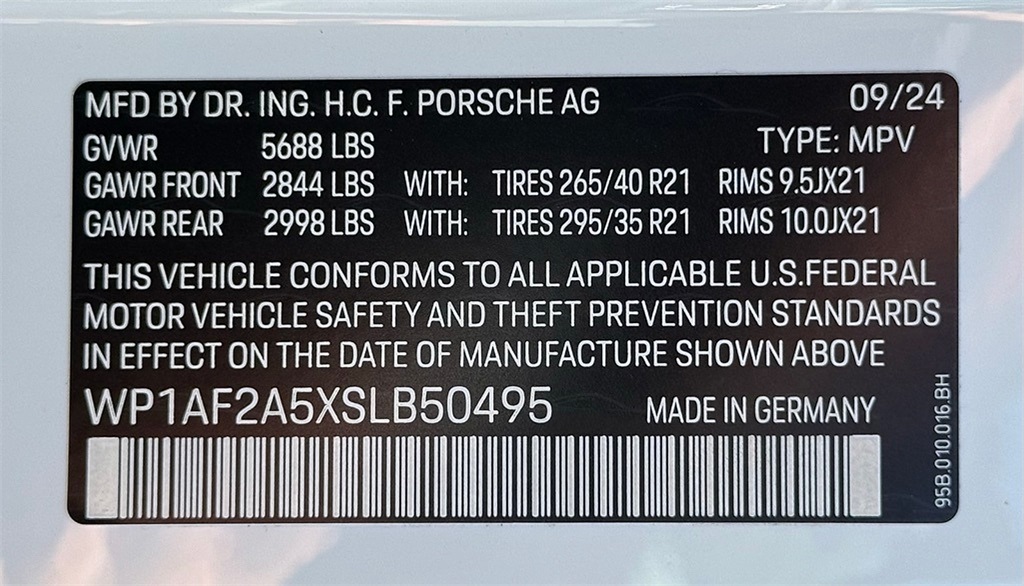 MFD BY DR. ING. H.C. F. PORSCHE AG 09/24
GVWR 5688 LBS TYPE: MPV
GAWR FRONT 2844 LBS WITH: TIRES 265/40 R21 RIMS 9.5JX21
GAWR REAR 2998 LBS WITH: TIRES 295/35 R21 RIMS 10.0JX21
THIS VEHICLE CONFORMS TO ALL APPLICABLE U.S.FEDERAL
MOTOR VEHICLE SAFETY AND THEFT PREVENTION STANDARDS
IN EFFECT ON THE DATE OF MANUFACTURE SHOWN ABOVE
WP1AF2A5XSLB50495 MADE IN GERMANY
95B.010.016.BH